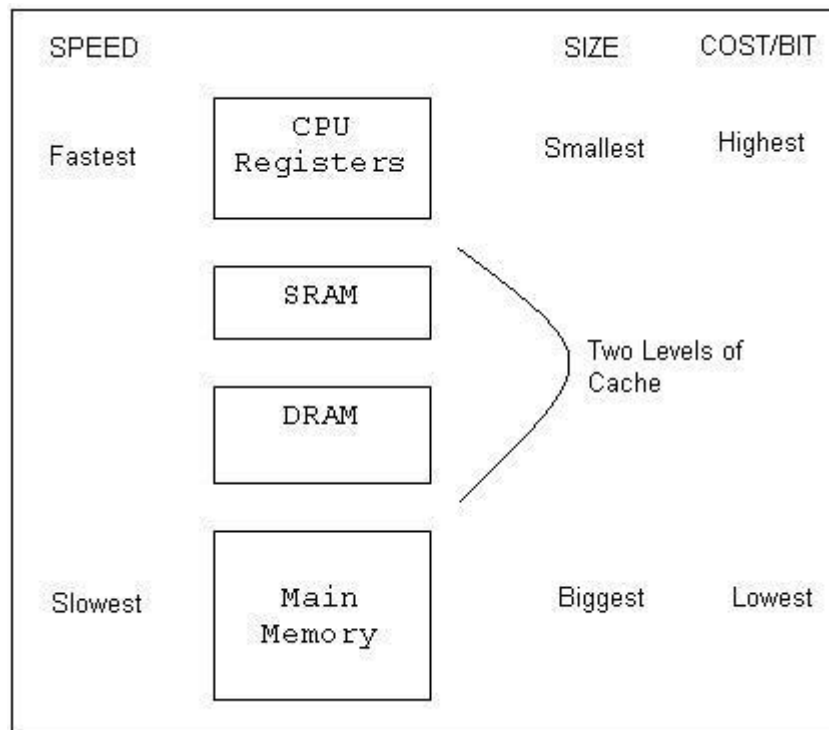 SPEED SIZE COST/BIT
CPU
Registers
Fastest Smallest Highest
SRAM
Two Levels of
Cache
DRAM
Main
Memory
Slowest Biggest Lowest